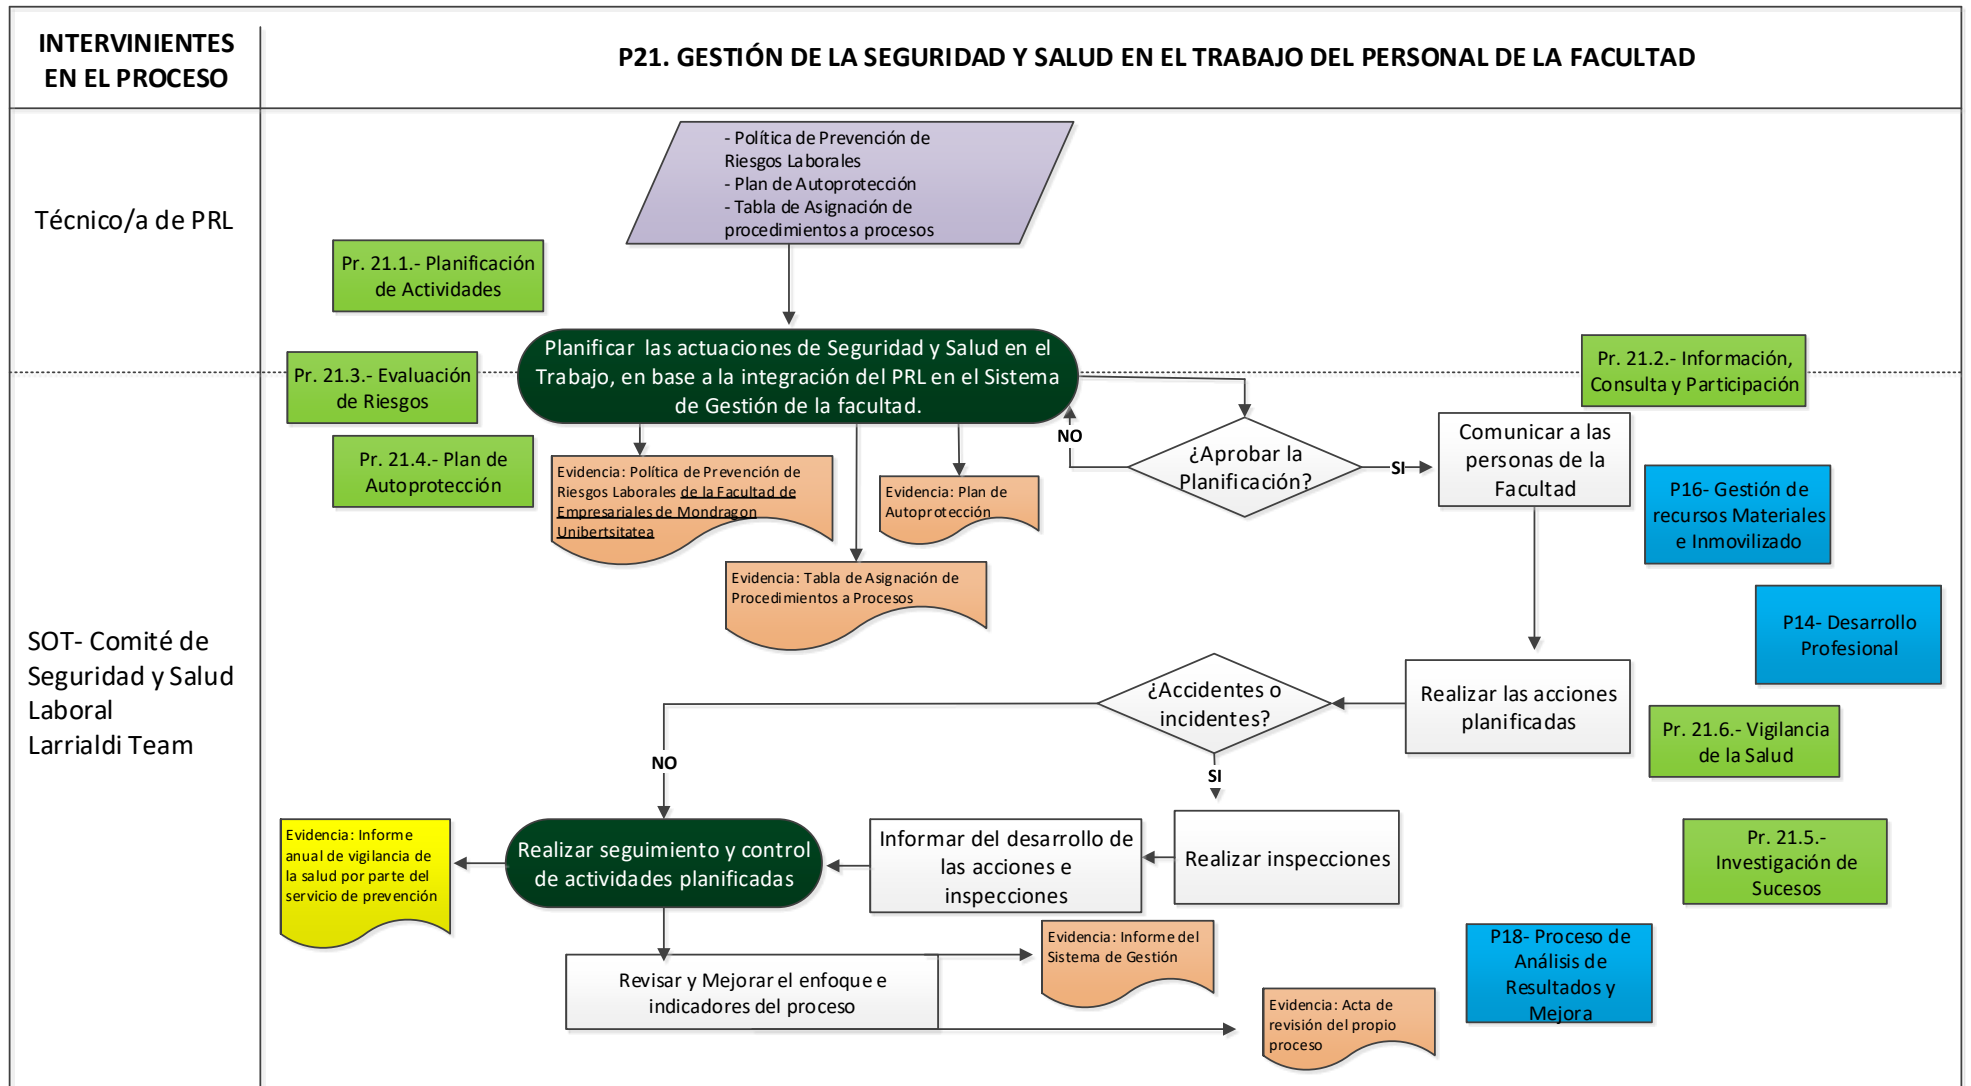 INTERVINIENTES
EN EL PROCESO
P21. GESTIÓN DE LA SEGURIDAD Y SALUD EN EL TRABAJO DEL PERSONAL DE LA FACULTAD
Técnico/a de PRL
- Política de Prevención de
Riesgos Laborales
- Plan de Autoprotección
- Tabla de Asignación de
procedimientos a procesos
Pr. 21.1.- Planificación
de Actividades
Planificar las actuaciones de Seguridad y Salud en el
Trabajo, en base a la integración del PRL en el Sistema
de Gestión de la facultad.
Pr. 21.2.- Información,
Consulta y Participación
Pr. 21.3.- Evaluación
de Riesgos
Pr. 21.4.- Plan de
Autoprotección
NO
¿Aprobar la
Planificación?
SI
Comunicar a las
personas de la
Facultad
Evidencia: Política de Prevención de
Riesgos Laborales de la Facultad de
Empresariales de Mondragon
Unibertsitatea
Evidencia: Plan de
Autoprotección
P16- Gestión de
recursos Materiales
e Inmovilizado
Evidencia: Tabla de Asignación de
Procedimientos a Procesos
P14- Desarrollo
Profesional
SOT- Comité de
Seguridad y Salud
Laboral
Larrialdi Team
¿Accidentes o
incidentes?
Realizar las acciones
planificadas
Pr. 21.6.- Vigilancia
de la Salud
NO
SI
Evidencia: Informe
anual de vigilancia de
la salud por parte del
servicio de prevención
Realizar seguimiento y control
de actividades planificadas
Informar del desarrollo de
las acciones e
inspecciones
Realizar inspecciones
Pr. 21.5.-
Investigación de
Sucesos
Revisar y Mejorar el enfoque e
indicadores del proceso
Evidencia: Informe del
Sistema de Gestión
P18- Proceso de
Análisis de
Resultados y
Mejora
Evidencia: Acta de
revisión del propio
proceso